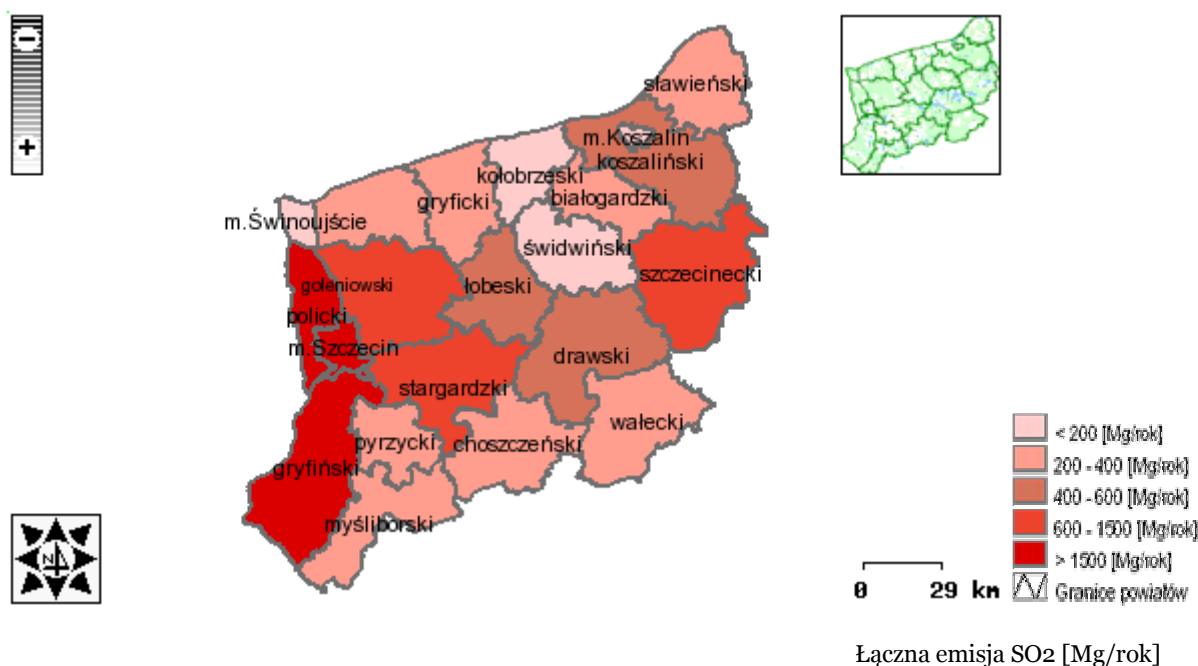 sławieński
m.Koszalin
koszaliński
kołobrzeski
białogardzki
gryficki
m.Świnoujście
świdwiński
szczecinecki
goleniowski
łobeski
policki
m.Szczecin
drawski
stargardzki
wałecki
pyrzycki
choszczeński
gryfiński
myśliborski
< 200 [Mg/rok]
200 - 400 [Mg/rok]
400 - 600 [Mg/rok]
600 - 1500 [Mg/rok]
> 1500 [Mg/rok]
Granice powiatów
0 29 km
N
Łączna emisja SO2 [Mg/rok]